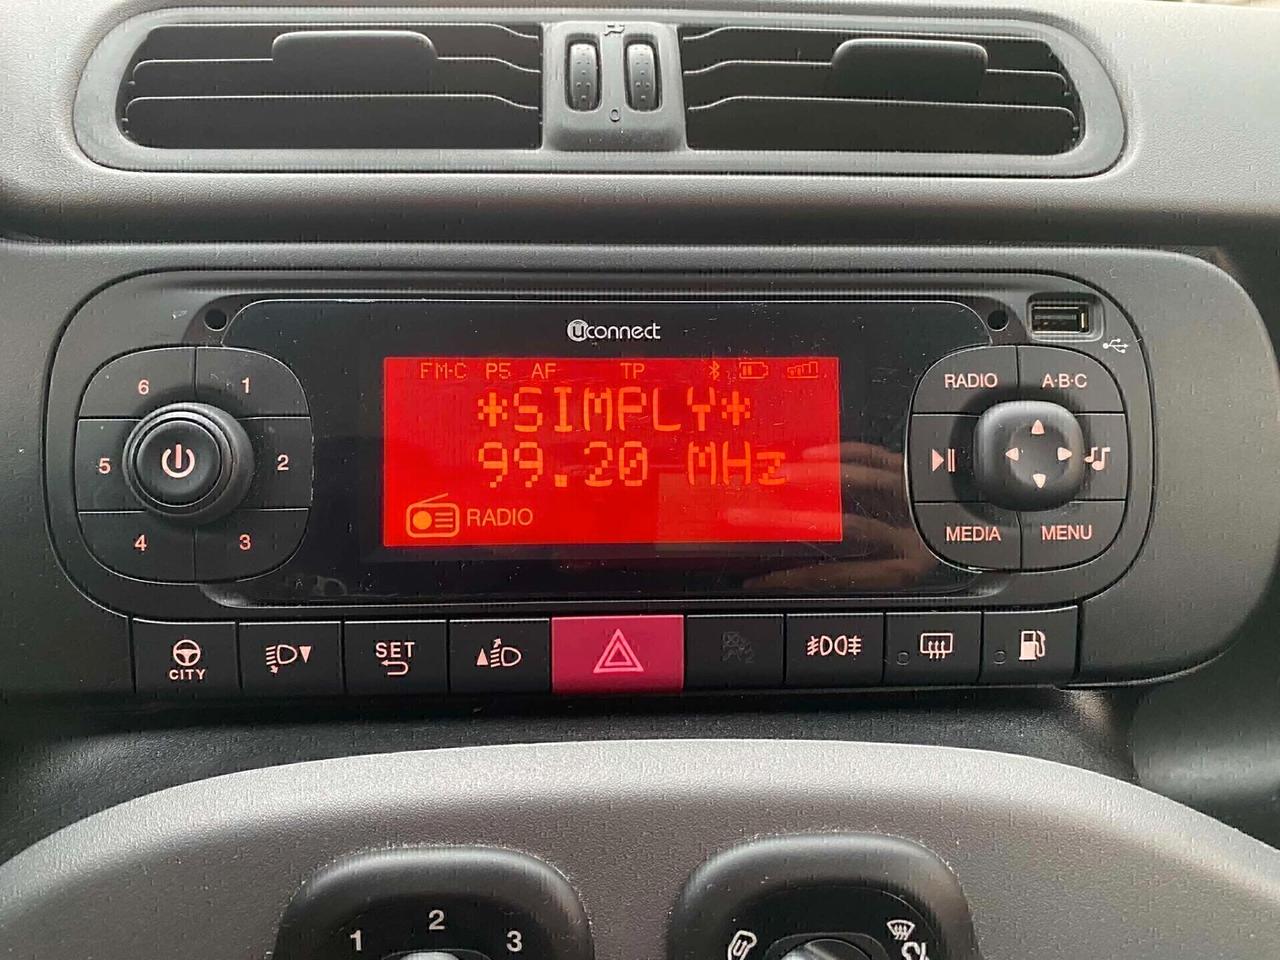 uconnect
FM-C P5 AF TP
*SIMPLY*
99.20 MHz
RADIO
6 1
5 2
4 3
RADIO A·B·C
MEDIA MENU
CITY
SET
0
1 2 3